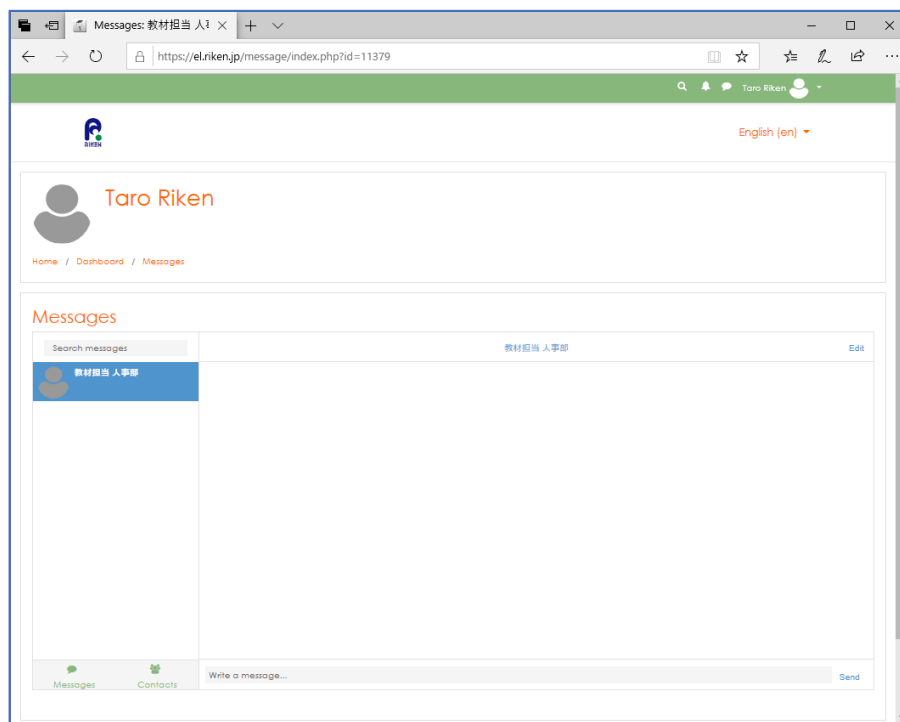 Messages: 教材担当 人事
https://el.riken.jp/message/index.php?id=11379
Taro Riken
RIKEN
English (en)
Taro Riken
Home / Dashboard / Messages
Messages
Search messages
教材担当 人事部
Edit
教材担当 人事部
Messages
Contacts
Write a message...
Send